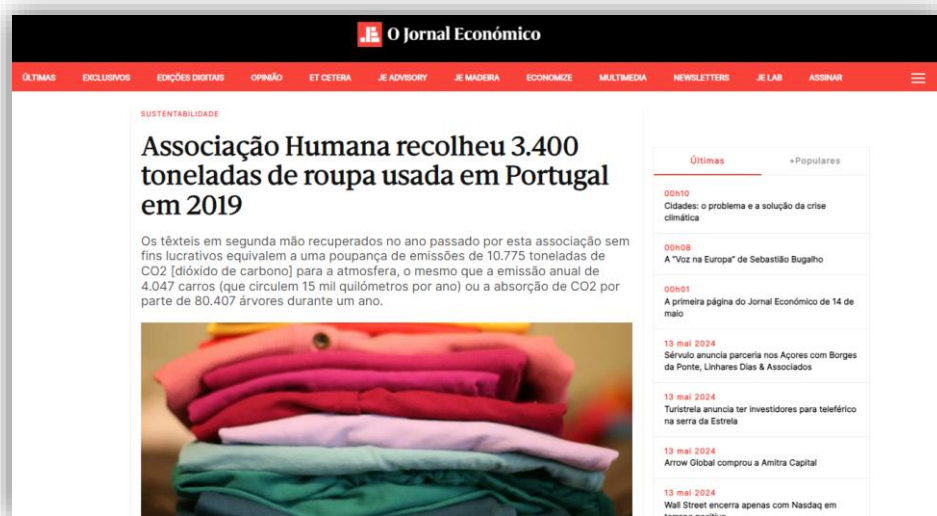 O Jornal Económico
ÚLTIMAS EXCLUSIVOS EDIÇÕES DIGITAIS OPINIÃO ET CETERA JE ADVISORY JE MADEIRA ECONOMIZE MULTIMEDIA NEWSLETTERS JE LAB ASSINAR
SUSTENTABILIDADE
Associação Humana recolheu 3.400
toneladas de roupa usada em Portugal
em 2019
Os têxteis em segunda mão recuperados no ano passado por esta associação sem
fins lucrativos equivalem a uma poupança de emissões de 10.775 toneladas de
CO2 [dióxido de carbono] para a atmosfera, o mesmo que a emissão anual de
4.047 carros (que circulem 15 mil quilómetros por ano) ou a absorção de CO2 por
parte de 80.407 árvores durante um ano.
Últimas +Populares
00h10
Cidades: o problema e a solução da crise
climática
00h08
A "Voz na Europa" de Sebastião Bugalho
00h01
A primeira página do Jornal Económico de 14 de
maio
13 mai 2024
Sérvulo anuncia parceria nos Açores com Borges
da Ponte, Linhares Dias & Associados
13 mai 2024
Turistrela anuncia ter investidores para teleférico
na serra da Estrela
13 mai 2024
Arrow Global comprou a Amitra Capital
13 mai 2024
Wall Street encerra apenas com Nasdaq em